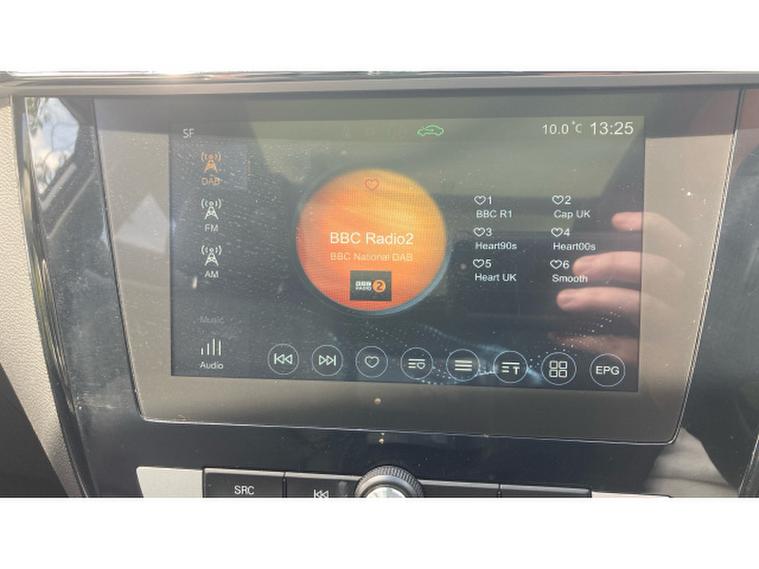 SF
10.0°C 13:25
DAB
FM
AM
Music
Audio
BBC Radio2
BBC National DAB
BBC
RADIO 2
1
BBC R1
2
Cap UK
3
Heart90s
4
Heart00s
5
Heart UK
6
Smooth
T
EPG
SRC